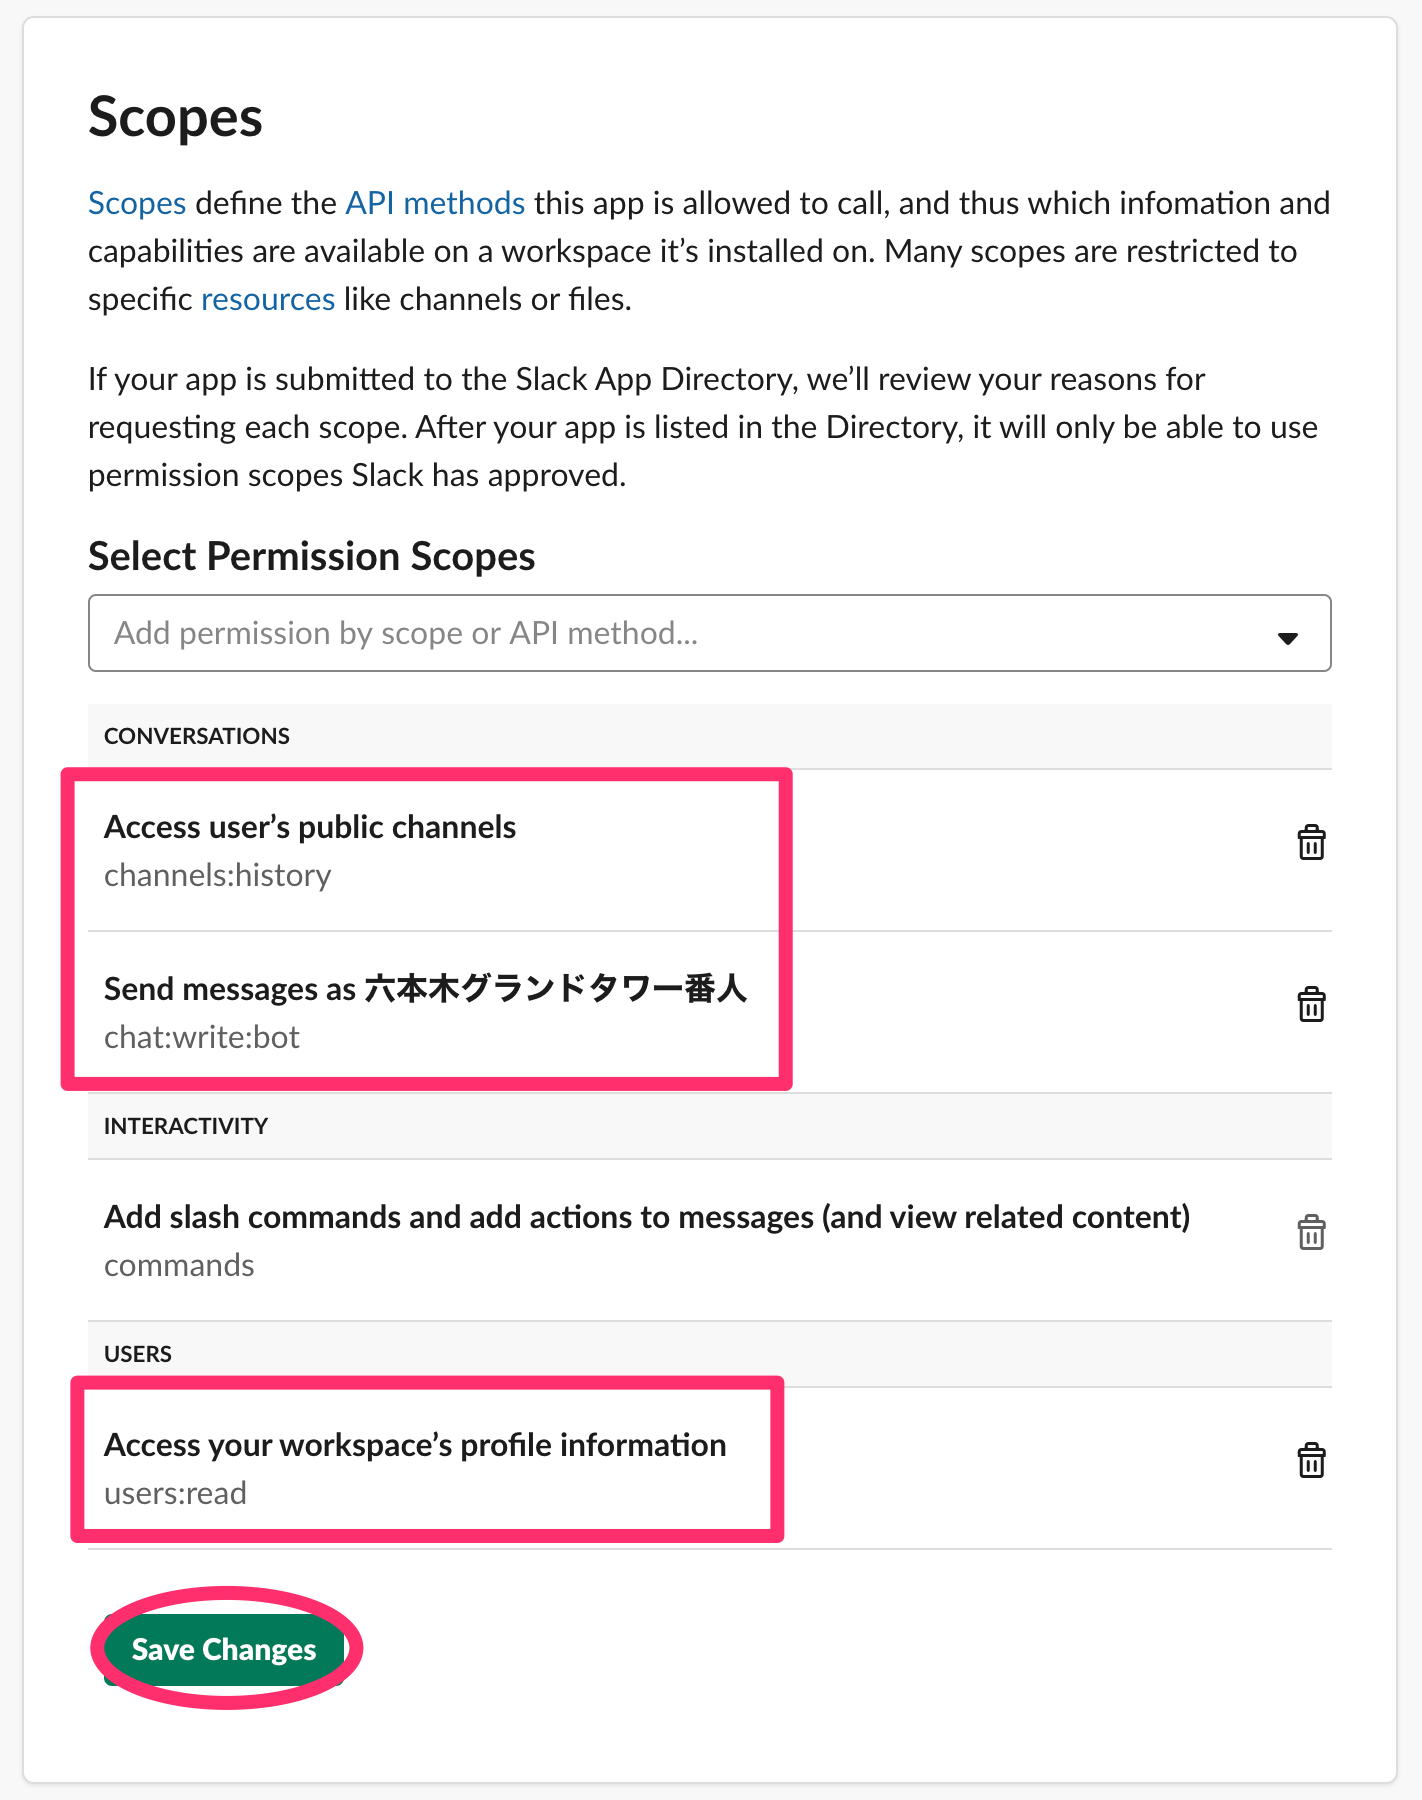 Scopes
Scopes define the API methods this app is allowed to call, and thus which infomation and
capabilities are available on a workspace it’s installed on. Many scopes are restricted to
specific resources like channels or files.
If your app is submitted to the Slack App Directory, we’ll review your reasons for
requesting each scope. After your app is listed in the Directory, it will only be able to use
permission scopes Slack has approved.
Select Permission Scopes
Add permission by scope or API method...
CONVERSATIONS
Access user’s public channels
channels:history
Send messages as 六本木グランドタワー番人
chat:write:bot
INTERACTIVITY
Add slash commands and add actions to messages (and view related content)
commands
USERS
Access your workspace’s profile information
users:read
Save Changes